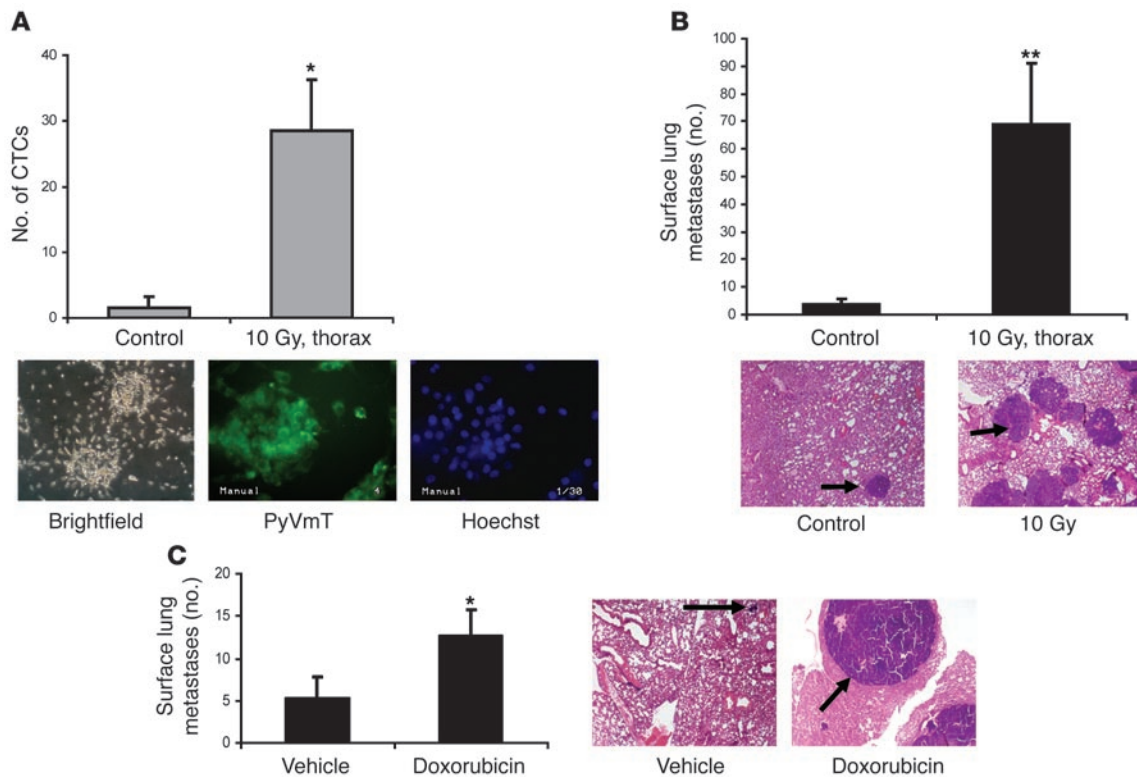 A
No. of CTCs
40
30
20
10
0
*
Control
10 Gy, thorax
Manual
4
Manual
1/30
Brightfield
PyVmT
Hoechst
B
Surface lung
metastases (no.)
100
90
80
70
60
50
40
30
20
10
0
**
Control
10 Gy, thorax
Control
10 Gy
C
Surface lung
metastases (no.)
20
15
10
5
0
*
Vehicle
Doxorubicin
Vehicle
Doxorubicin